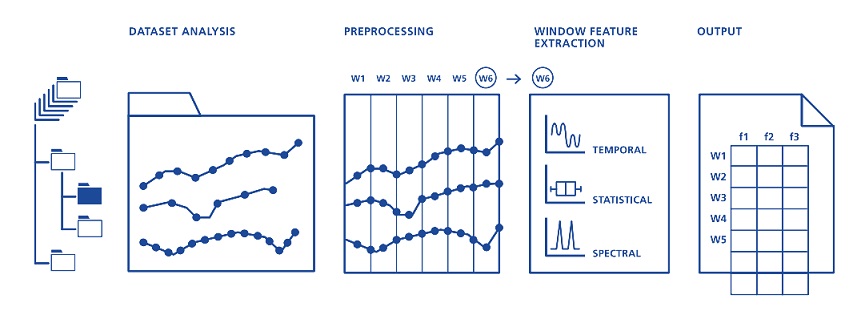 DATASET ANALYSIS
PREPROCESSING
WINDOW FEATURE
EXTRACTION
OUTPUT
W1 W2 W3 W4 W5 W6 → W6
TEMPORAL
STATISTICAL
SPECTRAL
f1 f2 f3
W1
W2
W3
W4
W5